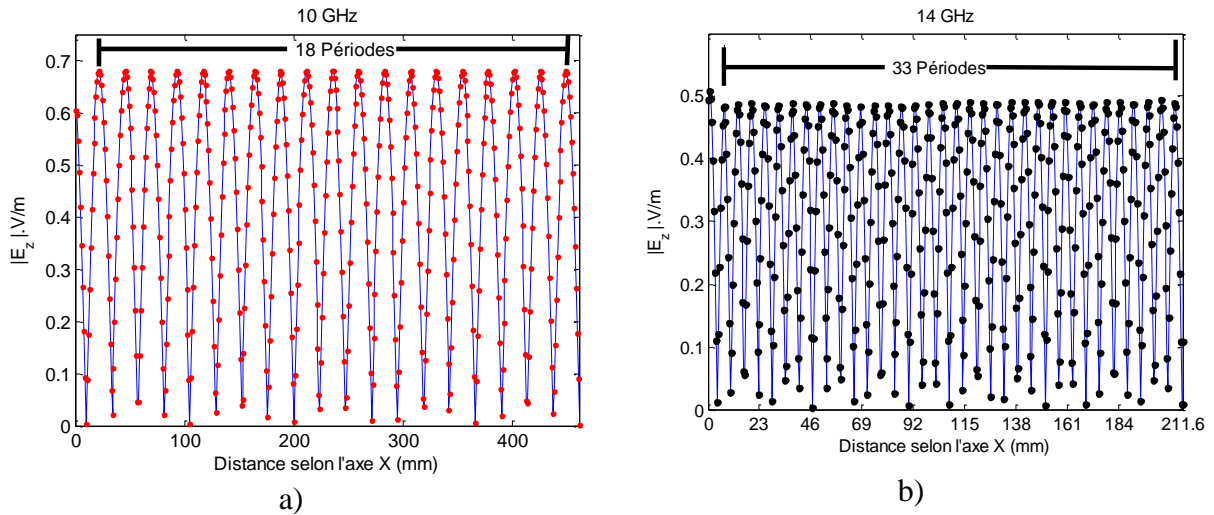 10 GHz
18 Périodes
0.7
0.6
0.5
0.4
0.3
0.2
0.1
0
|E_z|.V/m
0 100 200 300 400
Distance selon l'axe X (mm)
a)
14 GHz
33 Périodes
0.5
0.4
0.3
0.2
0.1
0
|E_z|.V/m
0 23 46 69 92 115 138 161 184 211.6
Distance selon l'axe X (mm)
b)